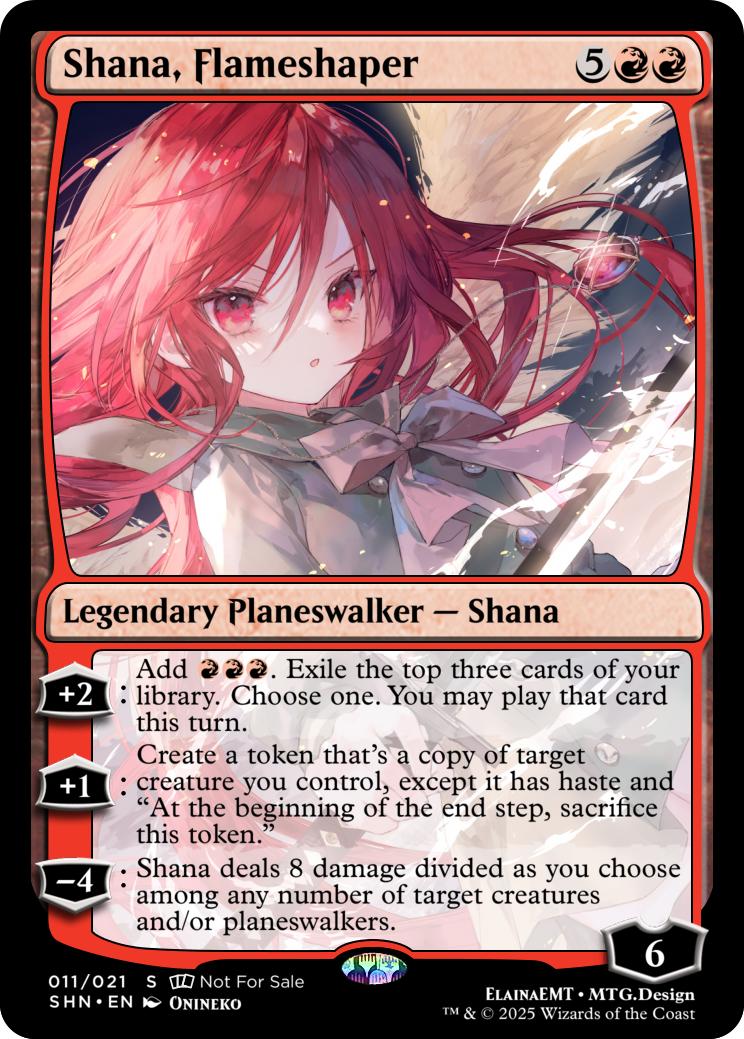 Shana, Flameshaper 5
Legendary Planeswalker — Shana
+2 : Add . Exile the top three cards of your
library. Choose one. You may play that card
this turn.
+1 : Create a token that's a copy of target
creature you control, except it has haste and
“At the beginning of the end step, sacrifice
this token.”
−4 : Shana deals 8 damage divided as you choose
among any number of target creatures
and/or planeswalkers.
6
011/021 S Not For Sale
SHN • EN Onineko
ElainaEMT • MTG.Design
™ & © 2025 Wizards of the Coast